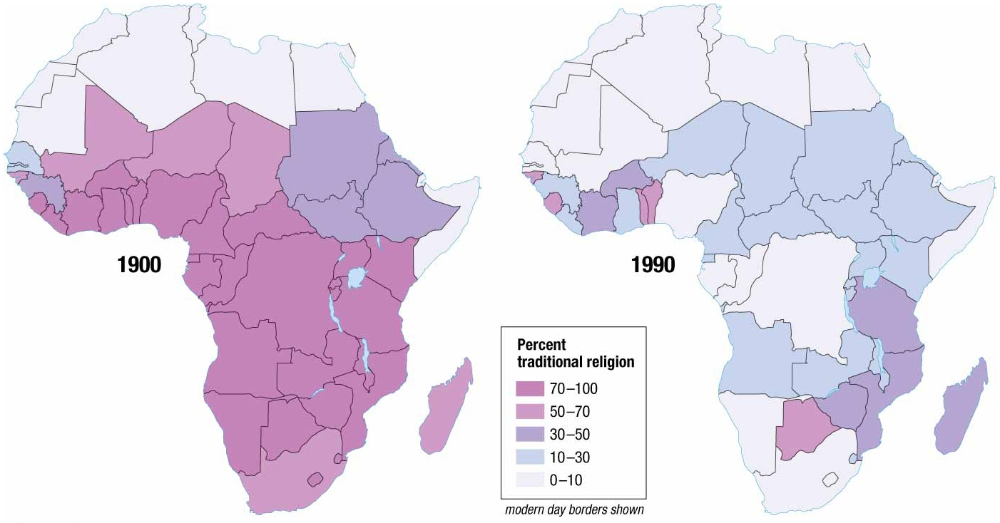 1900
1990
Percent
traditional religion
70–100
50–70
30–50
10–30
0–10
modern day borders shown